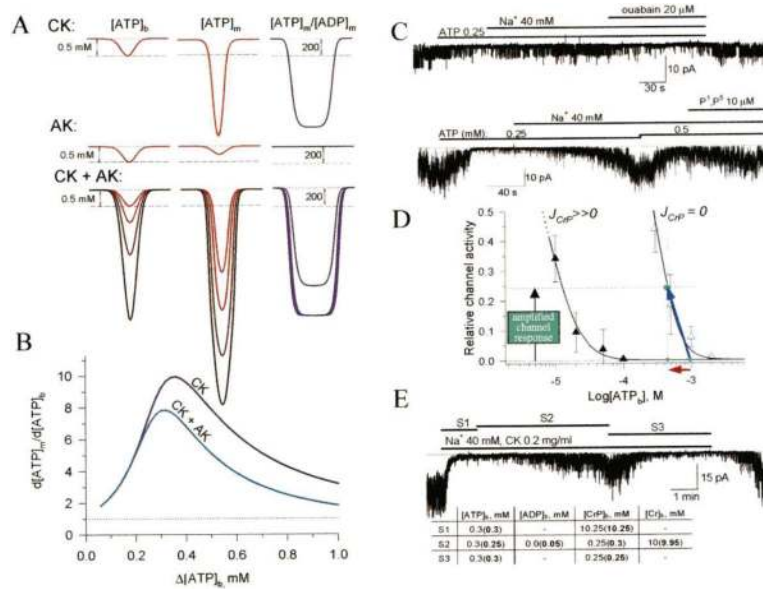 A
[ATP]b
[ATP]m
[ATP]m/[ADP]m
CK:
0.5 mM
200
AK:
0.5 mM
200
CK + AK:
0.5 mM
200
B
d[ATP]m/d[ATP]b
10
8
6
4
2
0
CK
CK + AK
0.0
0.2
0.4
0.6
0.8
1.0
Δ[ATP]b, mM
C
ouabain 20 µM
Na⁺ 40 mM
ATP 0.25
10 pA
30 s
P¹,P⁵ 10 µM
Na⁺ 40 mM
ATP (mM): 0.25
0.5
10 pA
40 s
D
Relative channel activity
0.5
0.4
0.3
0.2
0.1
0.0
JCrP>>0
JCrP = 0
amplified channel response
-5
-4
-3
Log[ATPb], M
E
S1
S2
S3
Na⁺ 40 mM, CK 0.2 mg/ml
15 pA
1 min
[ATP]b, mM [ADP]b, mM [CrP]b, mM [Cr]b, mM
S1 0.3(0.3) - 10.25(10.25) -
S2 0.3(0.25) 0.0(0.05) 0.25(0.3) 10(9.95)
S3 0.3(0.3) - 0.25(0.25) -